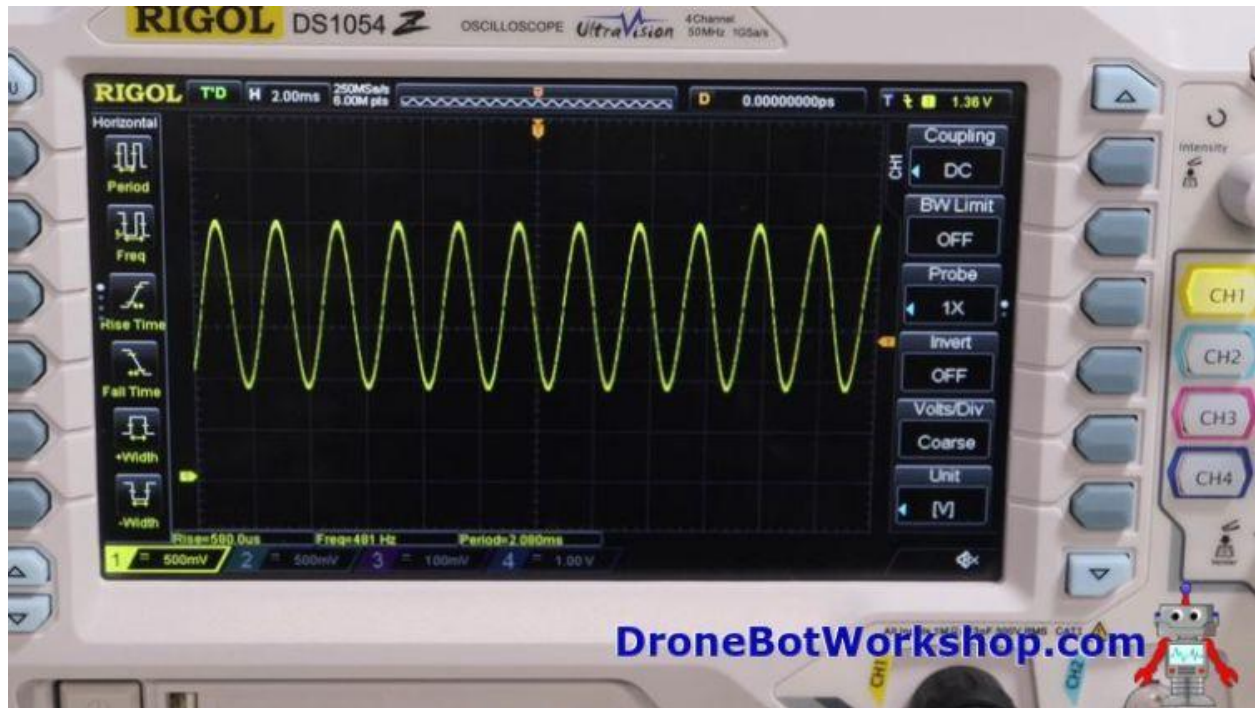 RIGOL DS1054 Z OSCILLOSCOPE UltraVision 4 Channel
50MHz 1GSa/s
RIGOL T'D H 2.00ms 250MSa/s
6.00M pts
D 0.00000000ps T 1 1.36 V
Horizontal
Period
Freq
Rise Time
Fall Time
+Width
-Width
CH1
Coupling
DC
BW Limit
OFF
Probe
1X
Invert
OFF
Volts/Div
Coarse
Unit
[V]
Intensity
CH1
CH2
CH3
CH4
Rise=580.0us Freq=481 Hz Period=2.080ms
1 = 500mV 2 = 500mV 3 = 100mV 4 = 1.00 V
DroneBotWorkshop.com
CH1
CH2